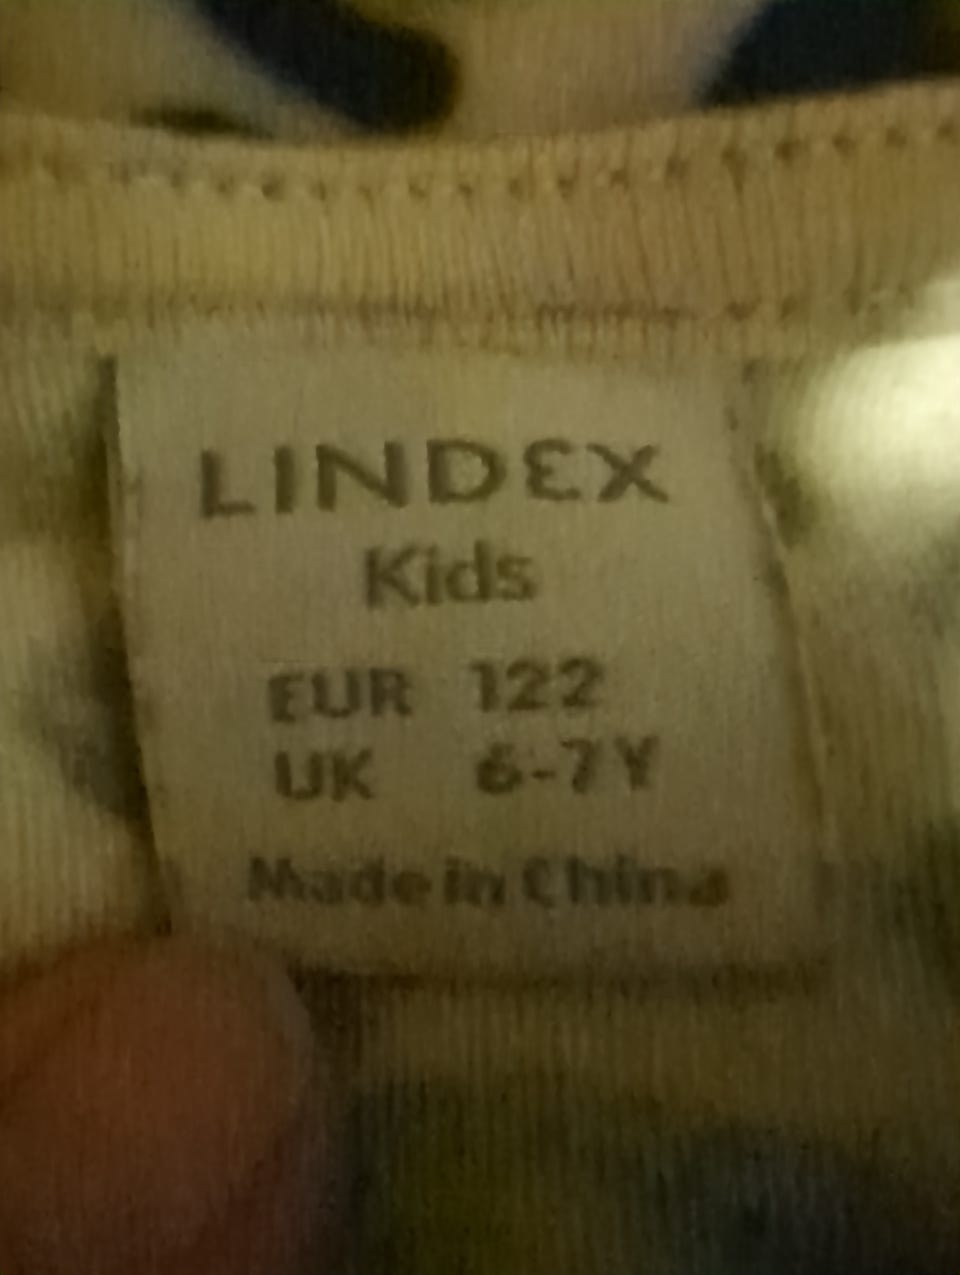 LINDEX
Kids
EUR 122
UK 6-7Y
Made in China